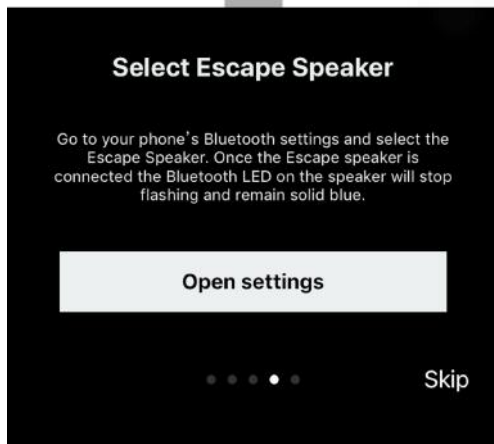 Select Escape Speaker
Go to your phone's Bluetooth settings and select the
Escape Speaker. Once the Escape speaker is
connected the Bluetooth LED on the speaker will stop
flashing and remain solid blue.
Open settings
Skip